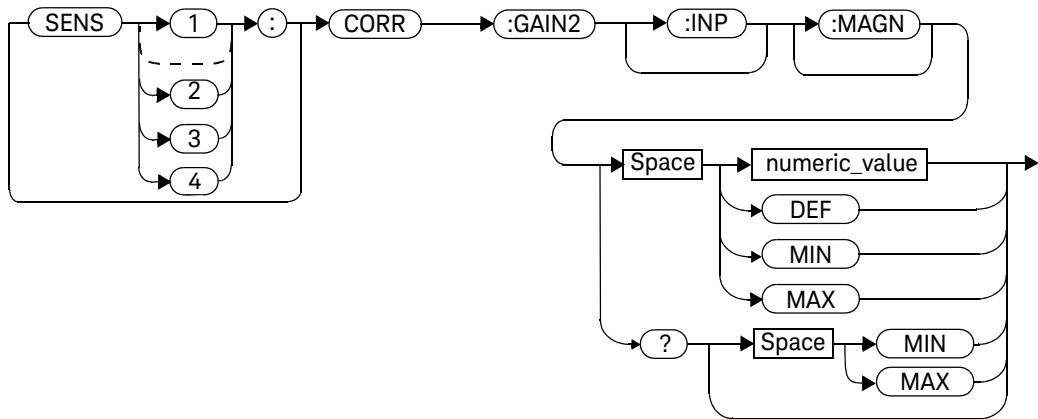 SENS 1 : CORR :GAIN2 :INP :MAGN
2
3
4
Space numeric_value
DEF
MIN
MAX
? Space MIN
MAX